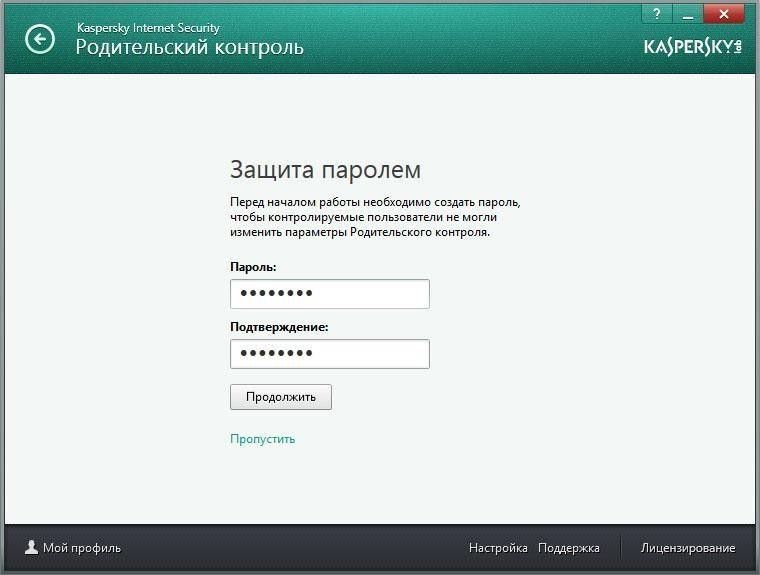 Kaspersky Internet Security
Родительский контроль
?
KASPERSKY lab
Защита паролем
Перед началом работы необходимо создать пароль,
чтобы контролируемые пользователи не могли
изменить параметры Родительского контроля.
Пароль:
Подтверждение:
Продолжить
Пропустить
Мой профиль
Настройка Поддержка Лицензирование